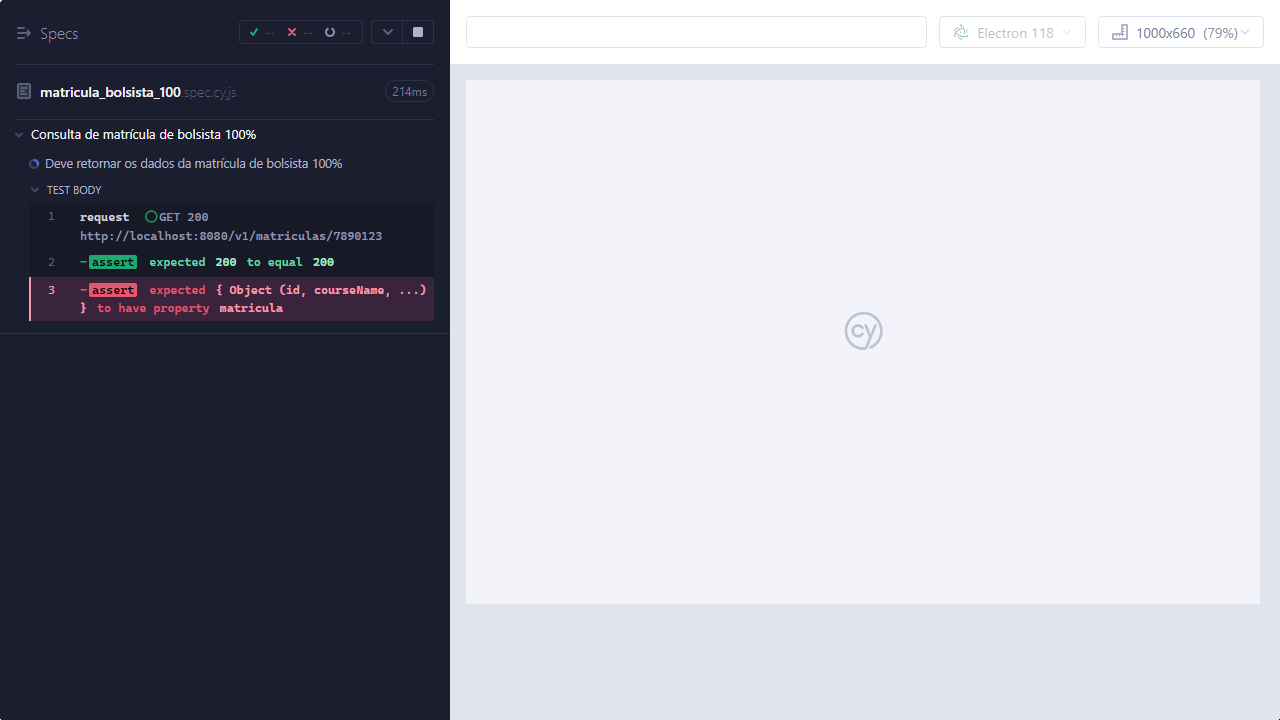 Specs
-- -- --
Electron 118
1000x660 (79%)
matricula_bolsista_100.spec.cy.js
214ms
Consulta de matrícula de bolsista 100%
Deve retornar os dados da matrícula de bolsista 100%
TEST BODY
1 request GET 200
http://localhost:8080/v1/matriculas/7890123
2 -assert expected 200 to equal 200
3 -assert expected { Object (id, courseName, ...)
} to have property matricula
cy